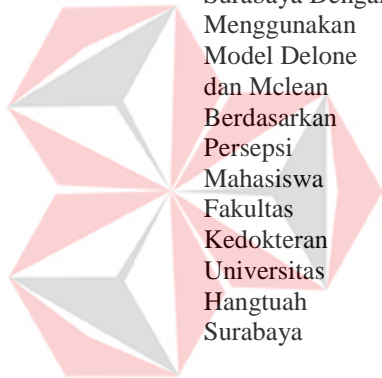 Surabaya Dengan
Menggunakan
Model Delone
dan Mclean
Berdasarkan
Persepsi
Mahasiswa
Fakultas
Kedokteran
Universitas
Hangtuah
Surabaya